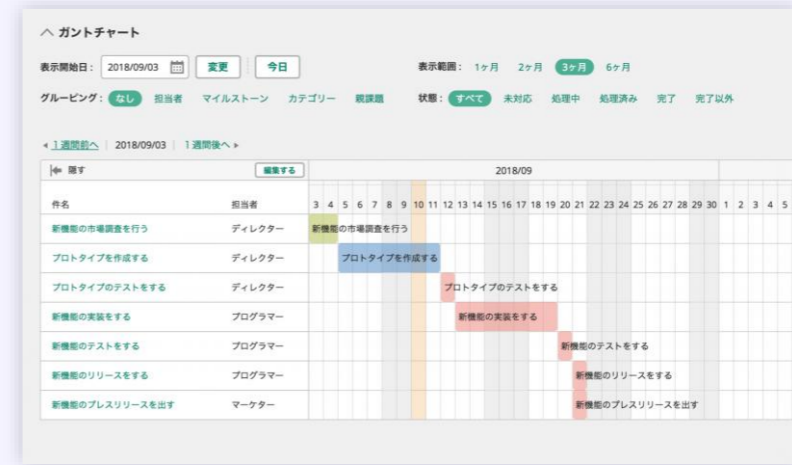 ガントチャート
表示開始日： 2018/09/03 変更 今日 表示範囲： 1ヶ月 2ヶ月 3ヶ月 6ヶ月
グルーピング： なし 担当者 マイルストーン カテゴリー 親課題 状態： すべて 未対応 処理中 処理済み 完了 完了以外
1週間前へ 2018/09/03 1週間後へ
隠す 編集する 2018/09
件名 担当者 3 4 5 6 7 8 9 10 11 12 13 14 15 16 17 18 19 20 21 22 23 24 25 26 27 28 29 30 1 2 3 4 5
新機能の市場調査を行う ディレクター 新機能の市場調査を行う
プロトタイプを作成する ディレクター プロトタイプを作成する
プロトタイプのテストをする ディレクター プロトタイプのテストをする
新機能の実装をする プログラマー 新機能の実装をする
新機能のテストをする プログラマー 新機能のテストをする
新機能のリリースをする プログラマー 新機能のリリースをする
新機能のプレスリリースを出す マーケター 新機能のプレスリリースを出す